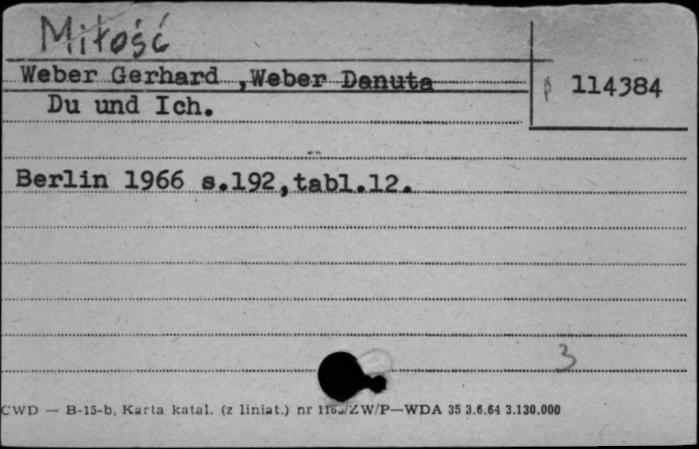 Miłość
Weber Gerhard ,Weber Danuta
114384
Du und Ich.
Berlin 1966 s.192,tabl.12.
3
CWD — B-15-b, Karta katal. (z liniat.) nr /ZW/P—WDA 35 3.6.64 3.130.000